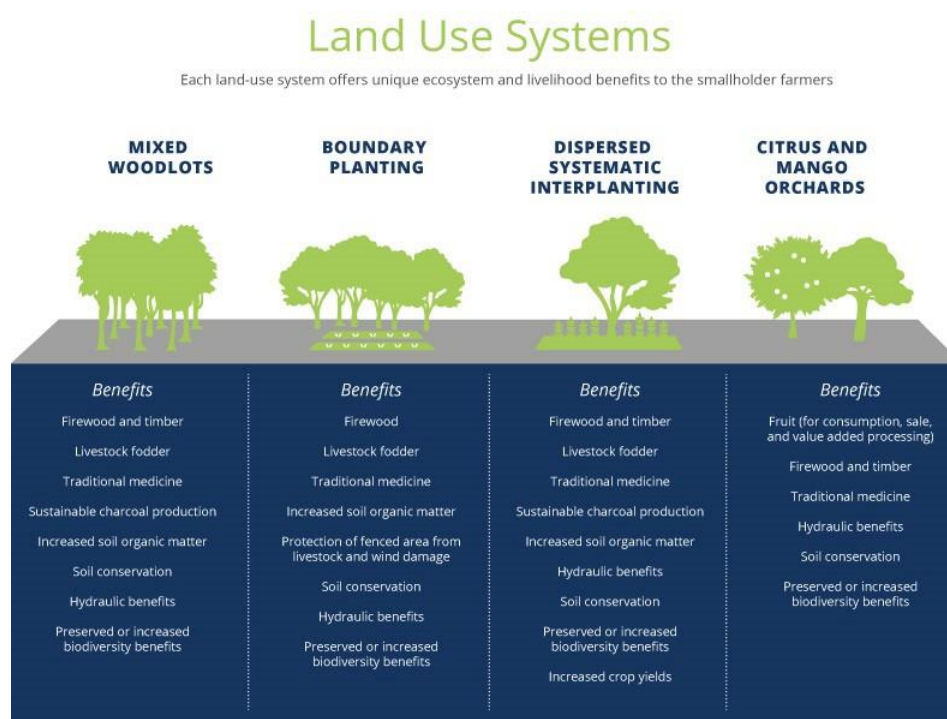 Land Use Systems
Each land-use system offers unique ecosystem and livelihood benefits to the smallholder farmers
MIXED
WOODLOTS
BOUNDARY
PLANTING
DISPERSED
SYSTEMATIC
INTERPLANTING
CITRUS AND
MANGO
ORCHARDS
Benefits
Firewood and timber
Livestock fodder
Traditional medicine
Sustainable charcoal production
Increased soil organic matter
Soil conservation
Hydraulic benefits
Preserved or increased
biodiversity benefits
Benefits
Firewood
Livestock fodder
Traditional medicine
Increased soil organic matter
Protection of fenced area from
livestock and wind damage
Soil conservation
Hydraulic benefits
Preserved or increased
biodiversity benefits
Benefits
Firewood and timber
Livestock fodder
Traditional medicine
Sustainable charcoal production
Increased soil organic matter
Hydraulic benefits
Soil conservation
Preserved or increased
biodiversity benefits
Increased crop yields
Benefits
Fruit (for consumption, sale,
and value added processing)
Firewood and timber
Traditional medicine
Hydraulic benefits
Soil conservation
Preserved or increased
biodiversity benefits